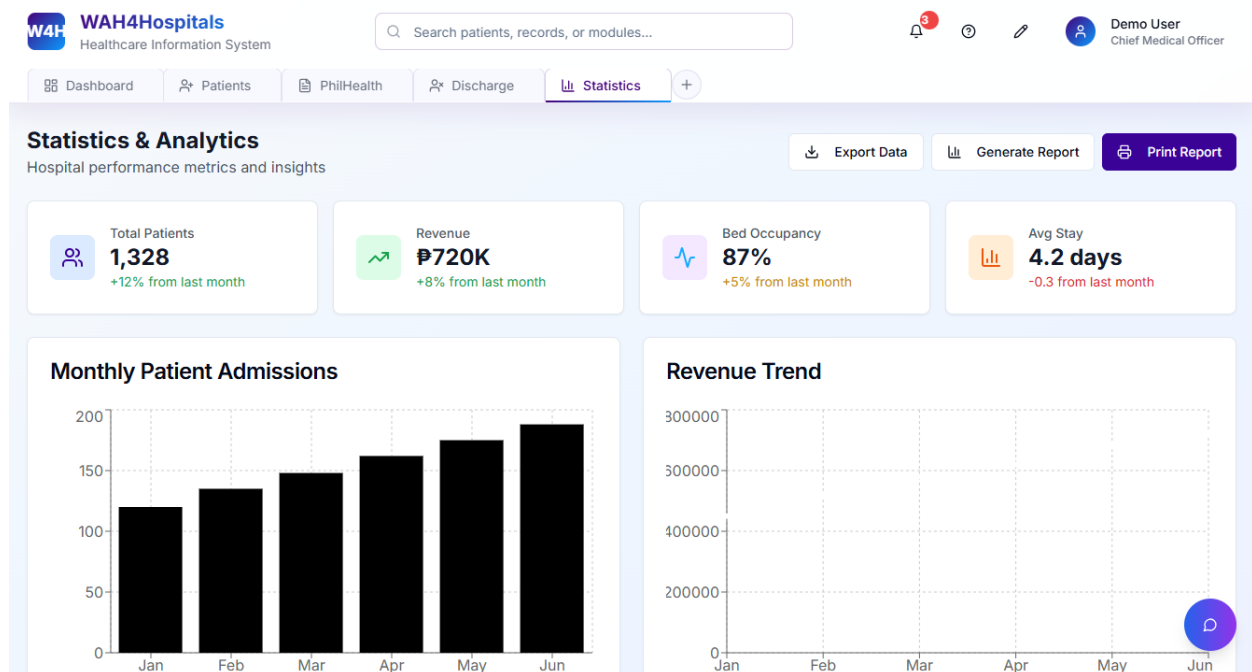 W4H
WAH4Hospitals
Healthcare Information System
Search patients, records, or modules...
3
Demo User
Chief Medical Officer
Dashboard
Patients
PhilHealth
Discharge
Statistics
+
Statistics & Analytics
Hospital performance metrics and insights
Export Data
Generate Report
Print Report
Total Patients
1,328
+12% from last month
Revenue
₱720K
+8% from last month
Bed Occupancy
87%
+5% from last month
Avg Stay
4.2 days
-0.3 from last month
Monthly Patient Admissions
200
150
100
50
0
Jan Feb Mar Apr May Jun
Revenue Trend
800000
600000
400000
200000
0
Jan Feb Mar Apr May Jun